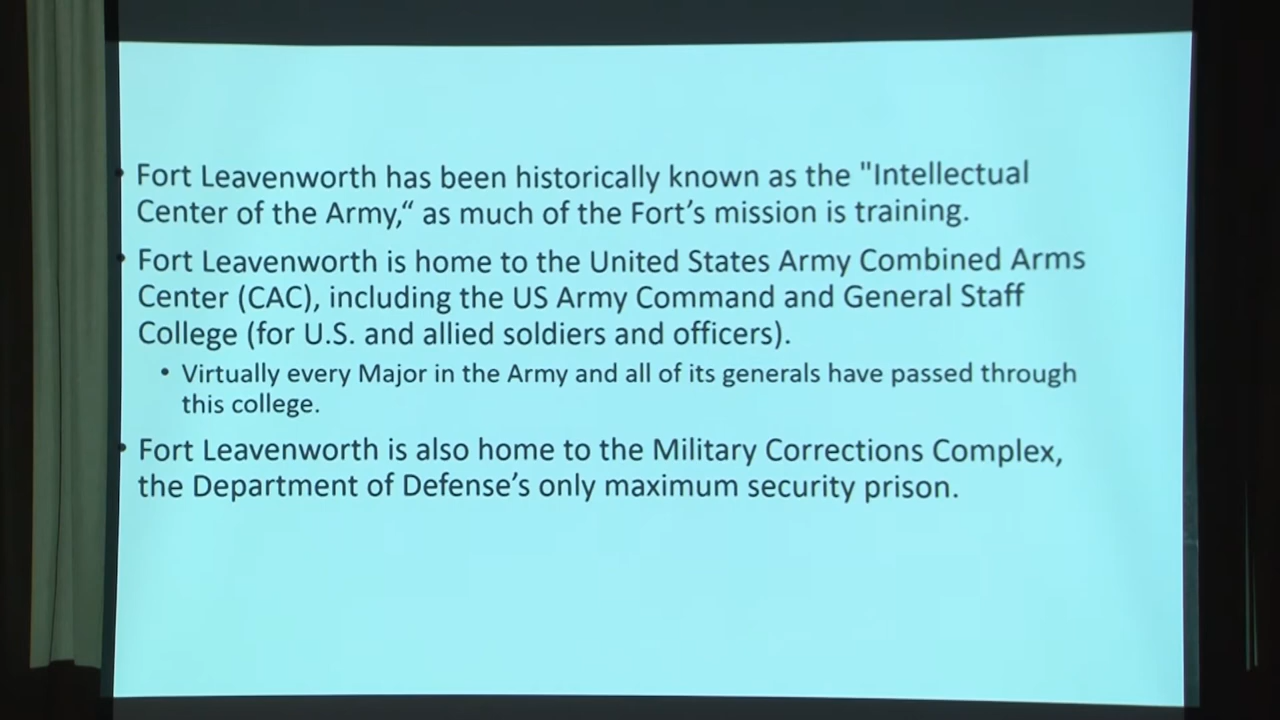 • Fort Leavenworth has been historically known as the "Intellectual
Center of the Army,“ as much of the Fort’s mission is training.
• Fort Leavenworth is home to the United States Army Combined Arms
Center (CAC), including the US Army Command and General Staff
College (for U.S. and allied soldiers and officers).
• Virtually every Major in the Army and all of its generals have passed through
this college.
• Fort Leavenworth is also home to the Military Corrections Complex,
the Department of Defense’s only maximum security prison.